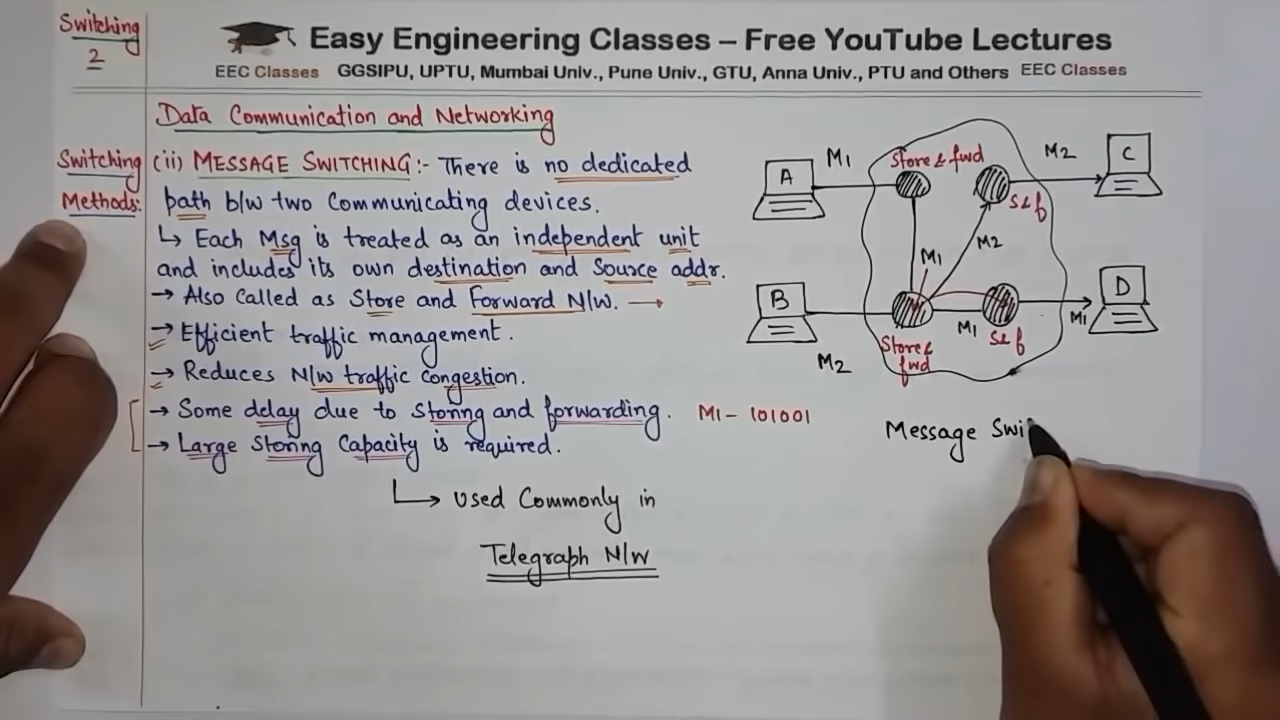 Switching
2
Easy Engineering Classes – Free YouTube Lectures
EEC Classes GGSIPU, UPTU, Mumbai Univ., Pune Univ., GTU, Anna Univ., PTU and Others EEC Classes
Data Communication and Networking
Switching
Methods:
(ii) MESSAGE SWITCHING:- There is no dedicated
path b/w two communicating devices.
↳ Each Msg is treated as an independent unit
and includes its own destination and source addr.
→ Also called as Store and Forward N/w. →
→ Efficient traffic management.
→ Reduces N/w traffic congestion.
→ Some delay due to storing and forwarding.
→ Large Storing Capacity is required.
↳ Used Commonly in
Telegraph N/W
M1 - 101001
A
M1
Store & fwd
M2
C
S & f
M2
M1
B
D
M1
M1
S & f
Store &
fwd
M2
Message Swi